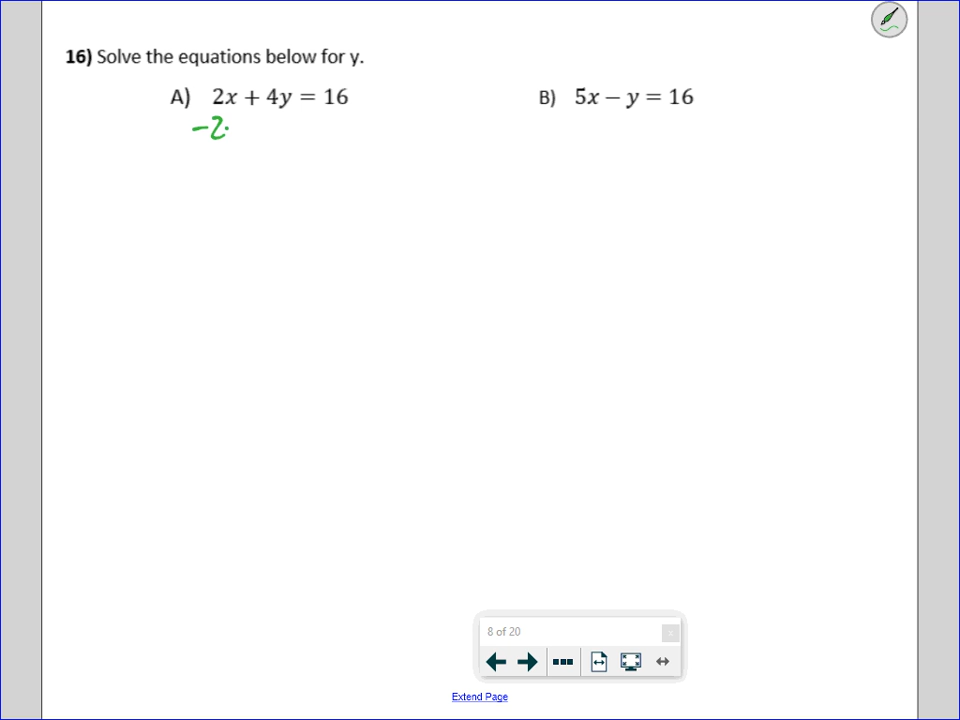 16) Solve the equations below for y.
A) 2x + 4y = 16 B) 5x − y = 16
−2
8 of 20
x
Extend Page